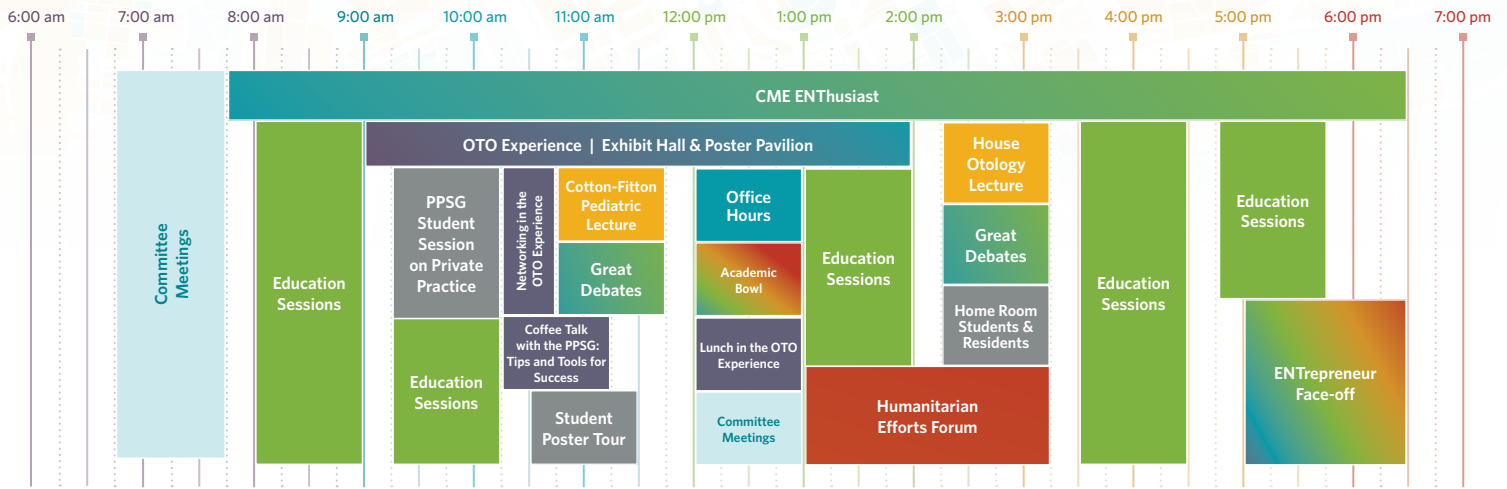 6:00 am 7:00 am 8:00 am 9:00 am 10:00 am 11:00 am 12:00 pm 1:00 pm 2:00 pm 3:00 pm 4:00 pm 5:00 pm 6:00 pm 7:00 pm
CME ENThusiast
Committee
Meetings
Education
Sessions
OTO Experience | Exhibit Hall & Poster Pavilion
PPSG
Student
Session
on Private
Practice
Education
Sessions
Networking in the
OTO Experience
Cotton-Fitton
Pediatric
Lecture
Great
Debates
Coffee Talk
with the PPSG:
Tips and Tools for
Success
Student
Poster Tour
Office
Hours
Academic
Bowl
Lunch in the OTO
Experience
Committee
Meetings
Education
Sessions
Humanitarian
Efforts Forum
House
Otology
Lecture
Great
Debates
Home Room
Students &
Residents
Education
Sessions
Education
Sessions
ENTrepreneur
Face-off